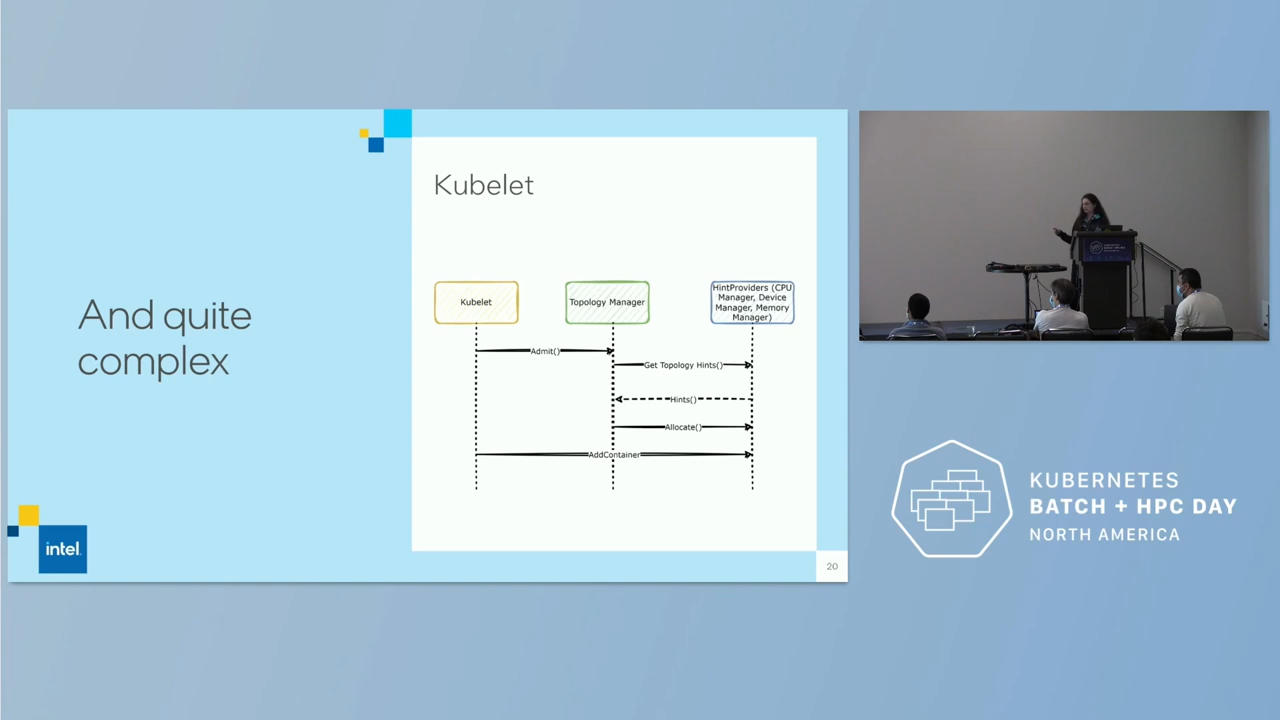 And quite
complex
Kubelet
Kubelet
Topology Manager
HintProviders (CPU
Manager, Device
Manager, Memory
Manager)
Admit()
Get Topology Hints()
Hints()
Allocate()
AddContainer
intel.
20
KUBERNETES
BATCH + HPC DAY
NORTH AMERICA